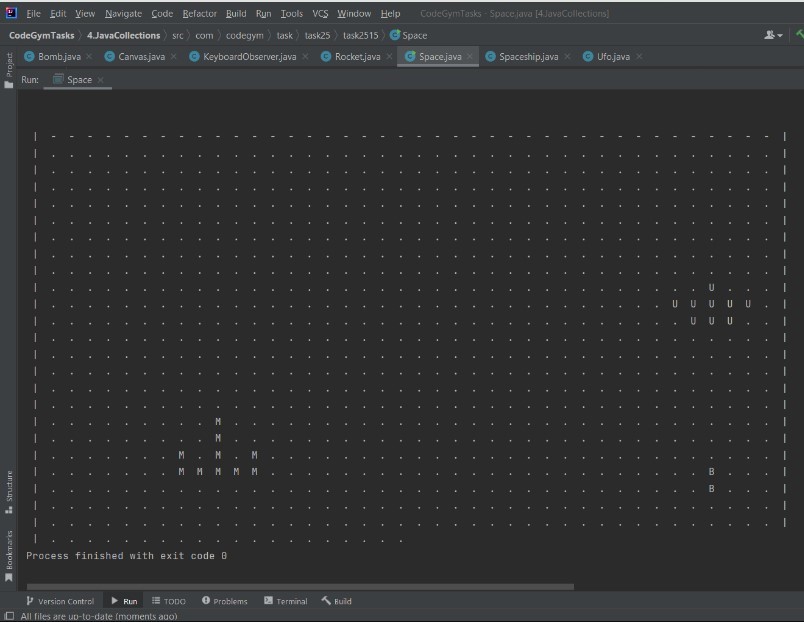 File Edit View Navigate Code Refactor Build Run Tools VCS Window Help CodeGymTasks - Space.java [4.JavaCollections]
CodeGymTasks 4.JavaCollections src com codegym task task25 task2515 Space
Project
Bomb.java Canvas.java KeyboardObserver.java Rocket.java Space.java Spaceship.java Ufo.java
Run: Space
| - - - - - - - - - - - - - - - - - - - - - - - - - - - - - - - - - - - - - - - - |
| . . . . . . . . . . . . . . . . . . . . . . . . . . . . . . . . . . . . . . . . |
| . . . . . . . . . . . . . . . . . . . . . . . . . . . . . . . . . . . . . . . . |
| . . . . . . . . . . . . . . . . . . . . . . . . . . . . . . . . . . . . . . . . |
| . . . . . . . . . . . . . . . . . . . . . . . . . . . . . . . . . . . . . . . . |
| . . . . . . . . . . . . . . . . . . . . . . . . . . . . . . . . . . . . . . . . |
| . . . . . . . . . . . . . . . . . . . . . . . . . . . . . . . . . . . . . . . . |
| . . . . . . . . . . . . . . . . . . . . . . . . . . . . . . . . . . . . . . . . |
| . . . . . . . . . . . . . . . . . . . . . . . . . . . . . . . . . . . . . . . . |
| . . . . . . . . . . . . . . . . . . . . . . . . . . . . . . . . . . . . U . . . |
| . . . . . . . . . . . . . . . . . . . . . . . . . . . . . . . . . . U U U U U . |
| . . . . . . . . . . . . . . . . . . . . . . . . . . . . . . . . . . . U U U . . |
| . . . . . . . . . . . . . . . . . . . . . . . . . . . . . . . . . . . . . . . . |
| . . . . . . . . . . . . . . . . . . . . . . . . . . . . . . . . . . . . . . . . |
| . . . . . . . . . . . . . . . . . . . . . . . . . . . . . . . . . . . . . . . . |
| . . . . . . . . . . . . . . . . . . . . . . . . . . . . . . . . . . . . . . . . |
| . . . . . . . . . . . . . . . . . . . . . . . . . . . . . . . . . . . . . . . . |
| . . . . . . . . . M . . . . . . . . . . . . . . . . . . . . . . . . . . . . . . |
| . . . . . . . . . M . . . . . . . . . . . . . . . . . . . . . . . . . . . . . . |
| . . . . . . . M . M . M . . . . . . . . . . . . . . . . . . . . . . . . . . . . |
| . . . . . . . M M M M M . . . . . . . . . . . . . . . . . . . . . . . . B . . . |
| . . . . . . . . . . . . . . . . . . . . . . . . . . . . . . . . . . . . B . . . |
| . . . . . . . . . . . . . . . . . . . . . . . . . . . . . . . . . . . . . . . . |
| . . . . . . . . . . . . . . . . . . . . . . . . . . . . . . . . . . . . . . . . |
| . . . . . . . . . . . . . . . . . . . .
Process finished with exit code 0
Structure
Bookmarks
Version Control Run TODO Problems Terminal Build
All files are up-to-date (moments ago)